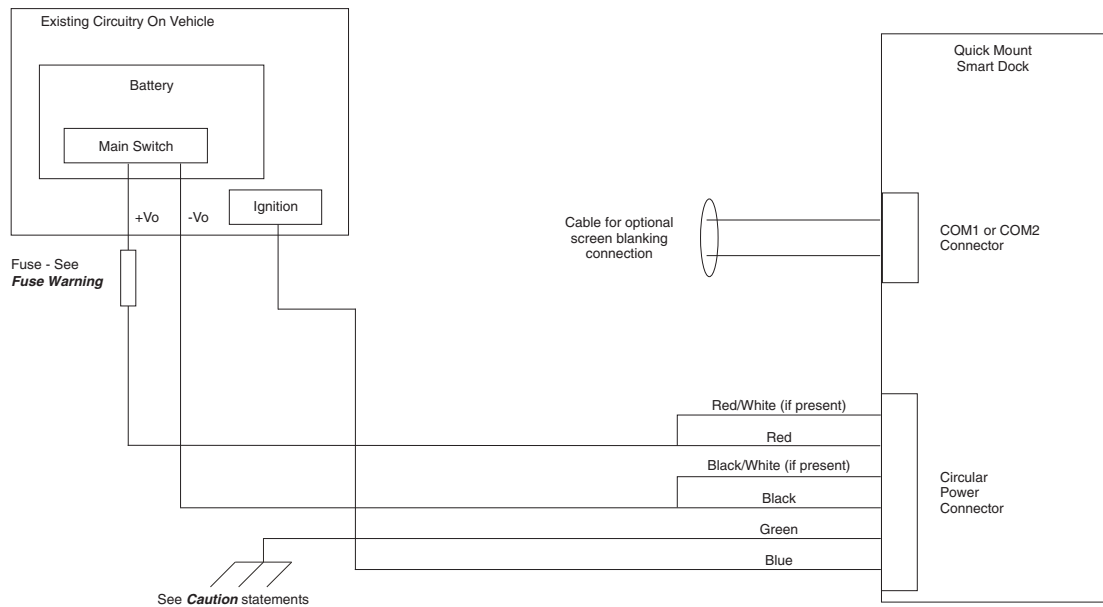 Existing Circuitry On Vehicle
Battery
Main Switch
+Vo
-Vo
Ignition
Fuse - See
Fuse Warning
Quick Mount
Smart Dock
Cable for optional
screen blanking
connection
COM1 or COM2
Connector
Red/White (if present)
Red
Black/White (if present)
Black
Green
Blue
Circular
Power
Connector
See Caution statements